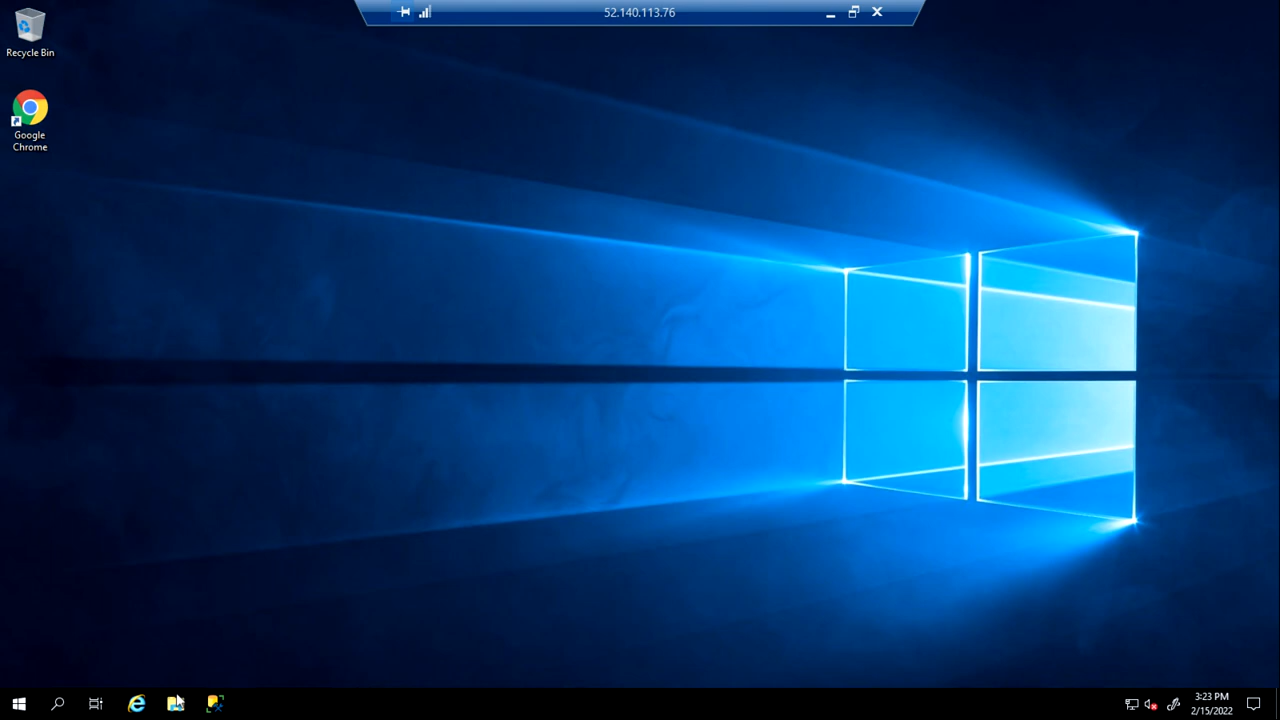 52.140.113.76
Recycle Bin
Google
Chrome
3:23 PM
2/15/2022